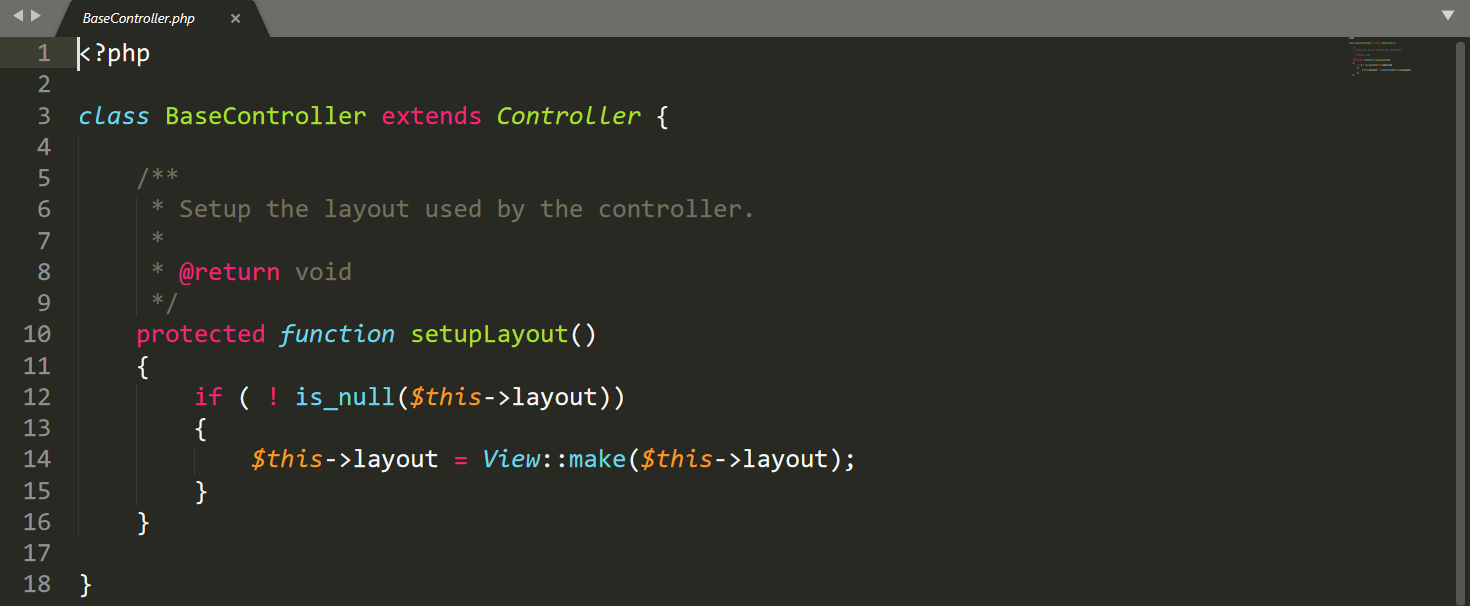 BaseController.php ×
1 <?php
2
3 class BaseController extends Controller {
4
5     /**
6      * Setup the layout used by the controller.
7      *
8      * @return void
9      */
10     protected function setupLayout()
11     {
12         if ( ! is_null($this->layout))
13         {
14             $this->layout = View::make($this->layout);
15         }
16     }
17
18 }